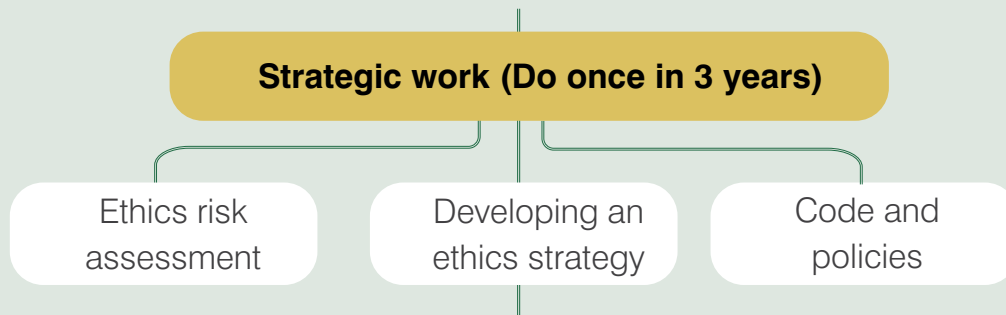 Strategic work (Do once in 3 years)
Ethics risk
assessment
Developing an
ethics strategy
Code and
policies